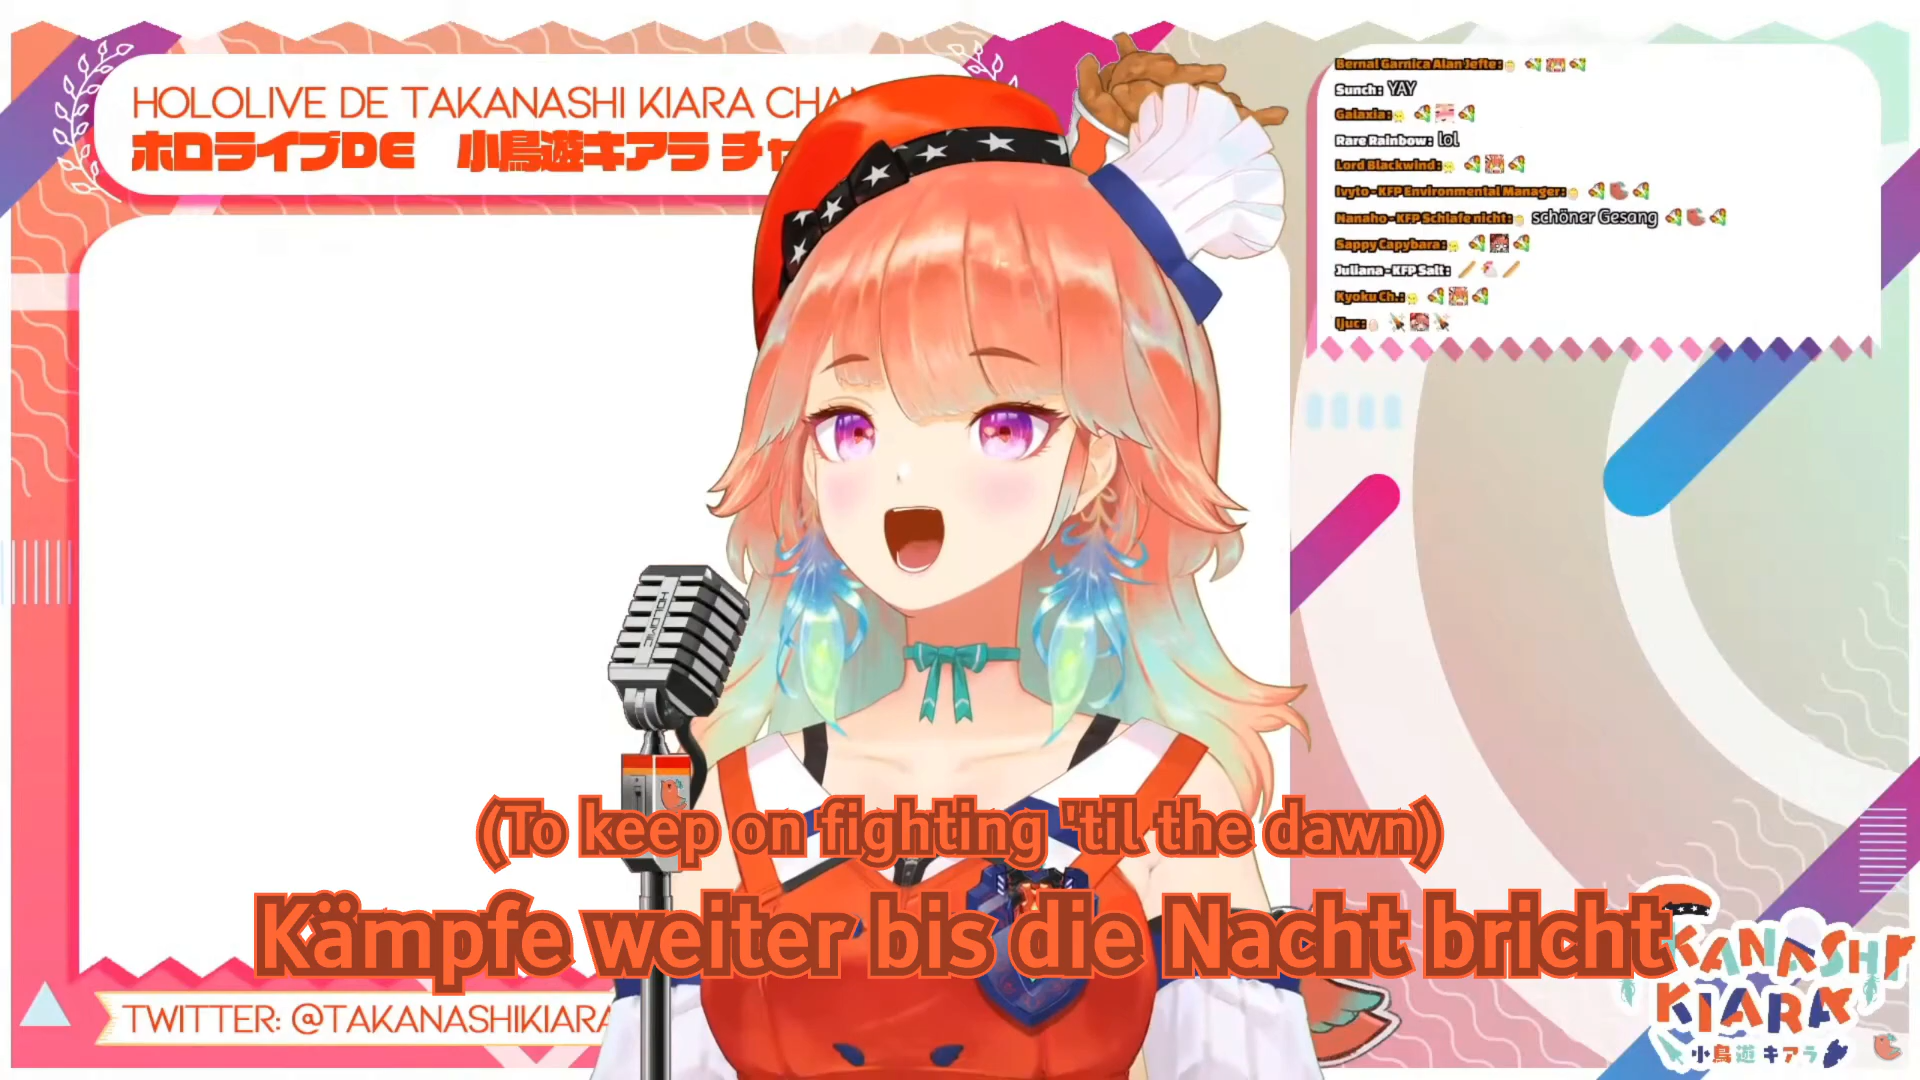 HOLOLIVE DE TAKANASHI KIARA CHAN
ホロライブDE 小鳥遊キアラ チャ
Bernal Garnica Alan Jefte:
Sunch: YAY
Galaxia:
Rare Rainbow: lol
Lord Blackwind:
Ivyto - KFP Environmental Manager:
Nanaho - KFP Schlafe nicht: schöner Gesang
Sappy Capybara:
Juliana - KFP Salt:
Kyoku Ch.:
IJuc:
(To keep on fighting 'til the dawn)
Kämpfe weiter bis die Nacht bricht
TWITTER: @TAKANASHIKIARA
KANASHI
KIARA
小鳥遊キアラ